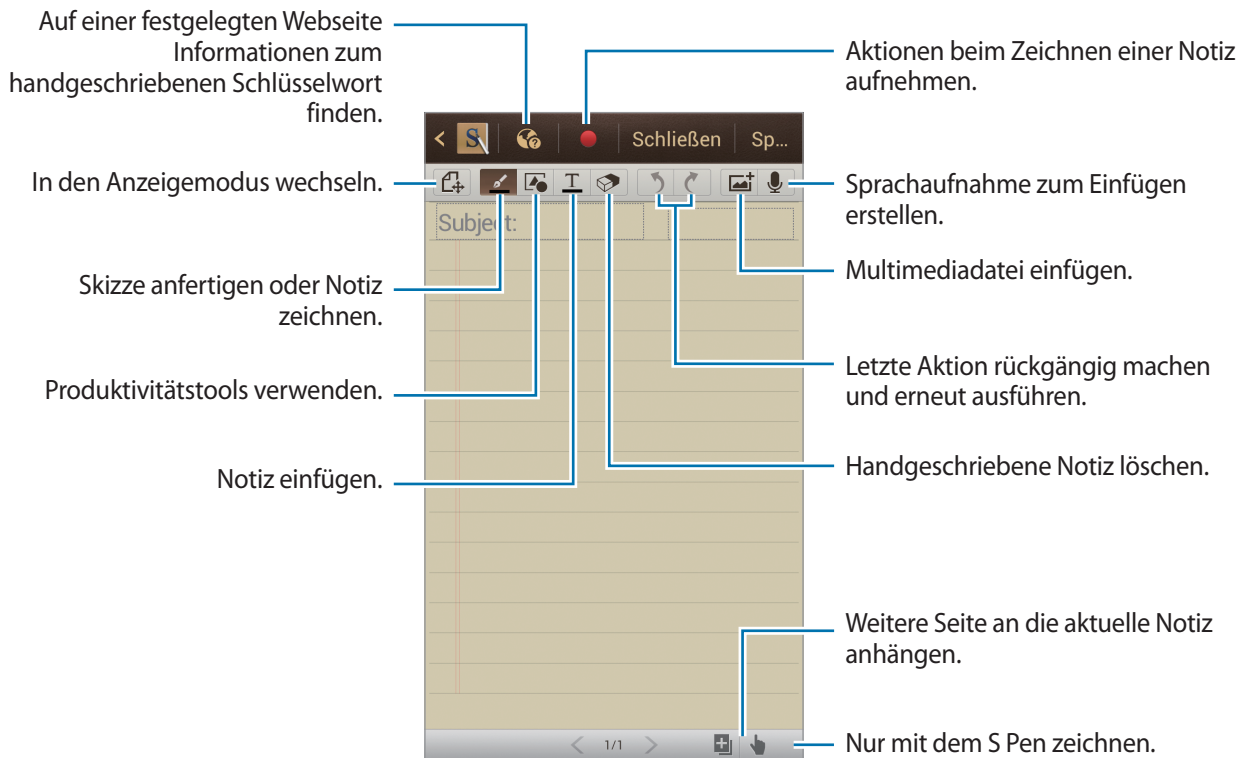 Auf einer festgelegten Webseite
Informationen zum
handgeschriebenen Schlüsselwort
finden.
Aktionen beim Zeichnen einer Notiz
aufnehmen.
S
Schließen
Sp...
In den Anzeigemodus wechseln.
T
Sprachaufnahme zum Einfügen
erstellen.
Subject:
Multimediadatei einfügen.
Skizze anfertigen oder Notiz
zeichnen.
Letzte Aktion rückgängig machen
und erneut ausführen.
Produktivitätstools verwenden.
Handgeschriebene Notiz löschen.
Notiz einfügen.
Weitere Seite an die aktuelle Notiz
anhängen.
1/1
Nur mit dem S Pen zeichnen.